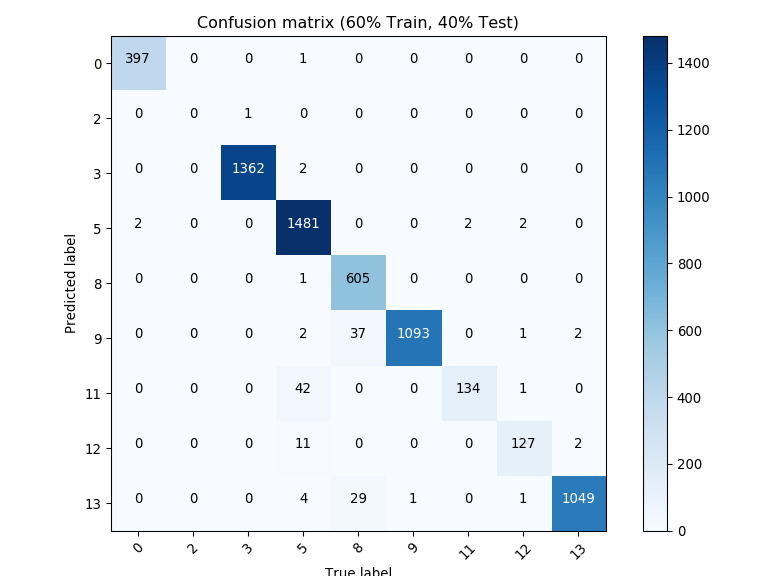 Confusion matrix (60% Train, 40% Test)
0 397 0 0 1 0 0 0 0 0
2 0 0 1 0 0 0 0 0 0
3 0 0 1362 2 0 0 0 0 0
5 2 0 0 1481 0 0 2 2 0
8 0 0 0 1 605 0 0 0 0
9 0 0 0 2 37 1093 0 1 2
11 0 0 0 42 0 0 134 1 0
12 0 0 0 11 0 0 0 127 2
13 0 0 0 4 29 1 0 1 1049
0 2 3 5 8 9 11 12 13
True label
Predicted label
1400
1200
1000
800
600
400
200
0